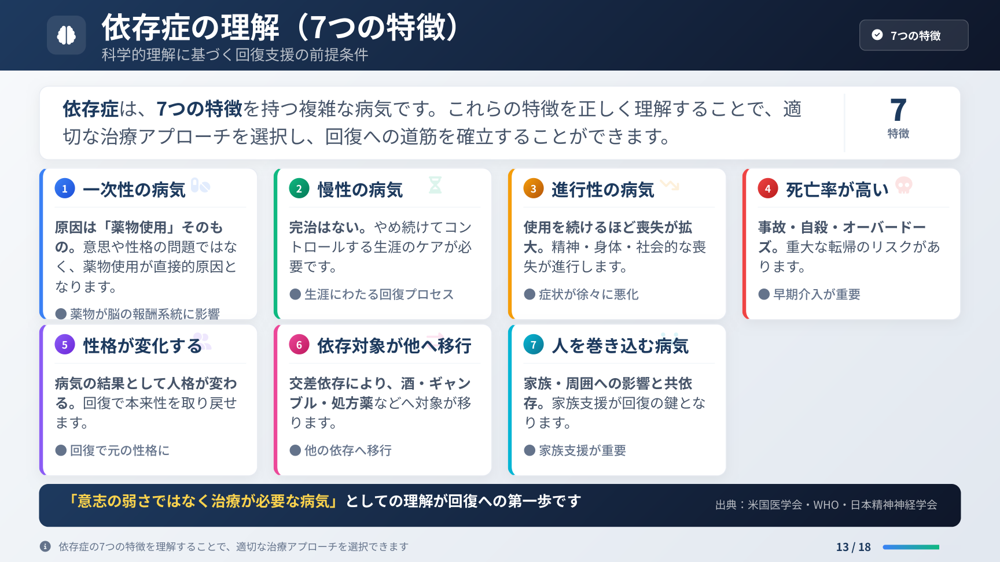 依存症の理解（7つの特徴）
科学的理解に基づく回復支援の前提条件
7つの特徴
依存症は、7つの特徴を持つ複雑な病気です。これらの特徴を正しく理解することで、適
切な治療アプローチを選択し、回復への道筋を確立することができます。
7
特徴
1 一次性の病気
原因は「薬物使用」そのも
の。意思や性格の問題ではな
く、薬物使用が直接的原因と
なります。
● 薬物が脳の報酬系統に影響
2 慢性の病気
完治はない。やめ続けてコン
トロールする生涯のケアが必
要です。
● 生涯にわたる回復プロセス
3 進行性の病気
使用を続けるほど喪失が拡
大。精神・身体・社会的な喪
失が進行します。
● 症状が徐々に悪化
4 死亡率が高い
事故・自殺・オーバードー
ズ。重大な転帰のリスクがあ
ります。
● 早期介入が重要
5 性格が変化する
病気の結果として人格が変わ
る。回復で本来性を取り戻せ
ます。
● 回復で元の性格に
6 依存対象が他へ移行
交差依存により、酒・ギャン
ブル・処方薬などへ対象が移
ります。
● 他の依存へ移行
7 人を巻き込む病気
家族・周囲への影響と共依
存。家族支援が回復の鍵とな
ります。
● 家族支援が重要
「意志の弱さではなく治療が必要な病気」としての理解が回復への第一歩です
出典：米国医学会・WHO・日本精神神経学会
依存症の7つの特徴を理解することで、適切な治療アプローチを選択できます
13 / 18